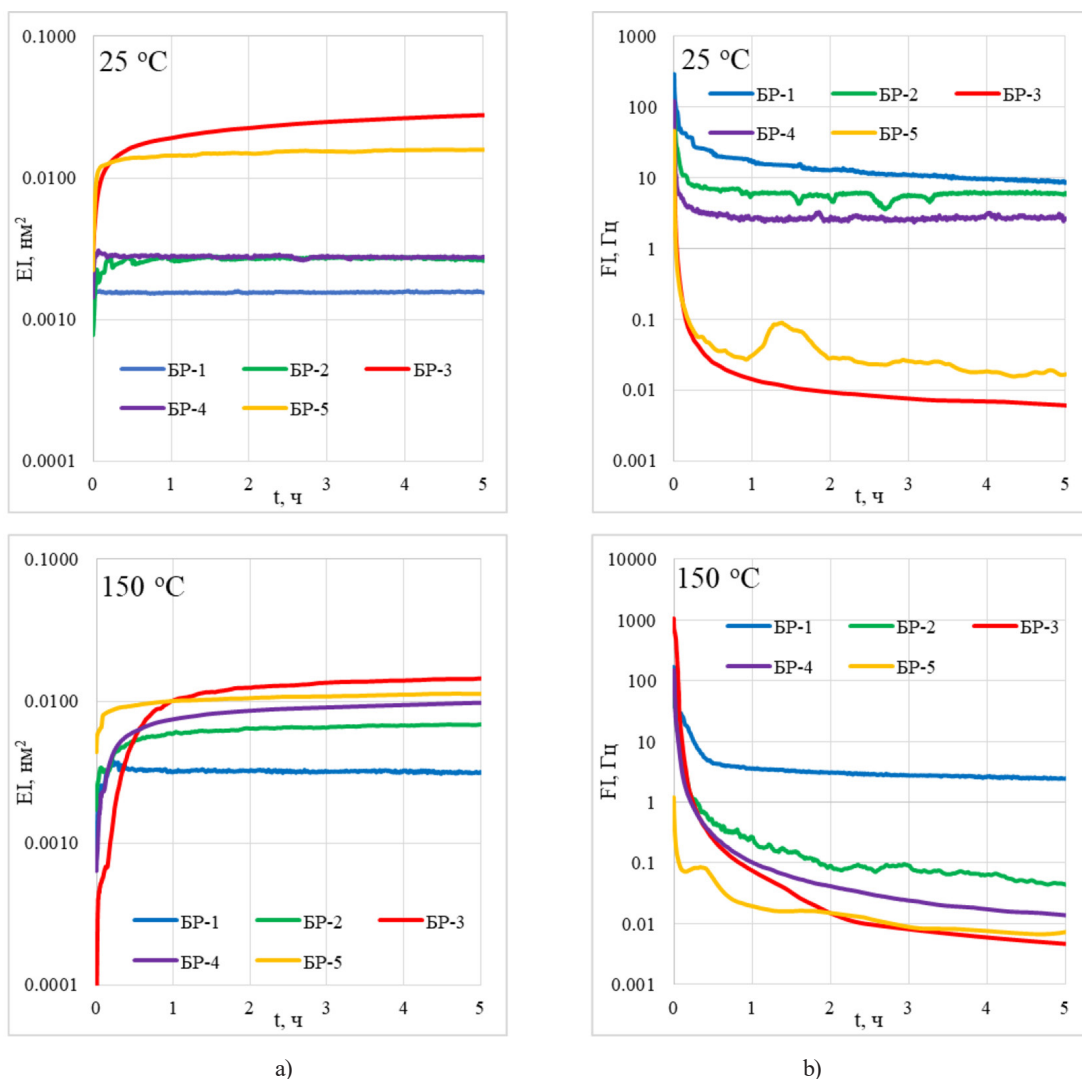 25 °C
0.1000
0.0100
0.0010
0.0001
EI, нм²
БР-1 БР-2 БР-3
БР-4 БР-5
0 1 2 3 4 5
t, ч
25 °C
1000
100
10
1
0.1
0.01
0.001
FI, Гц
БР-1 БР-2 БР-3
БР-4 БР-5
0 1 2 3 4 5
t, ч
150 °C
0.1000
0.0100
0.0010
0.0001
EI, нм²
БР-1 БР-2 БР-3
БР-4 БР-5
0 1 2 3 4 5
t, ч
150 °C
10000
1000
100
10
1
0.1
0.01
0.001
FI, Гц
БР-1 БР-2 БР-3
БР-4 БР-5
0 1 2 3 4 5
t, ч
a) b)